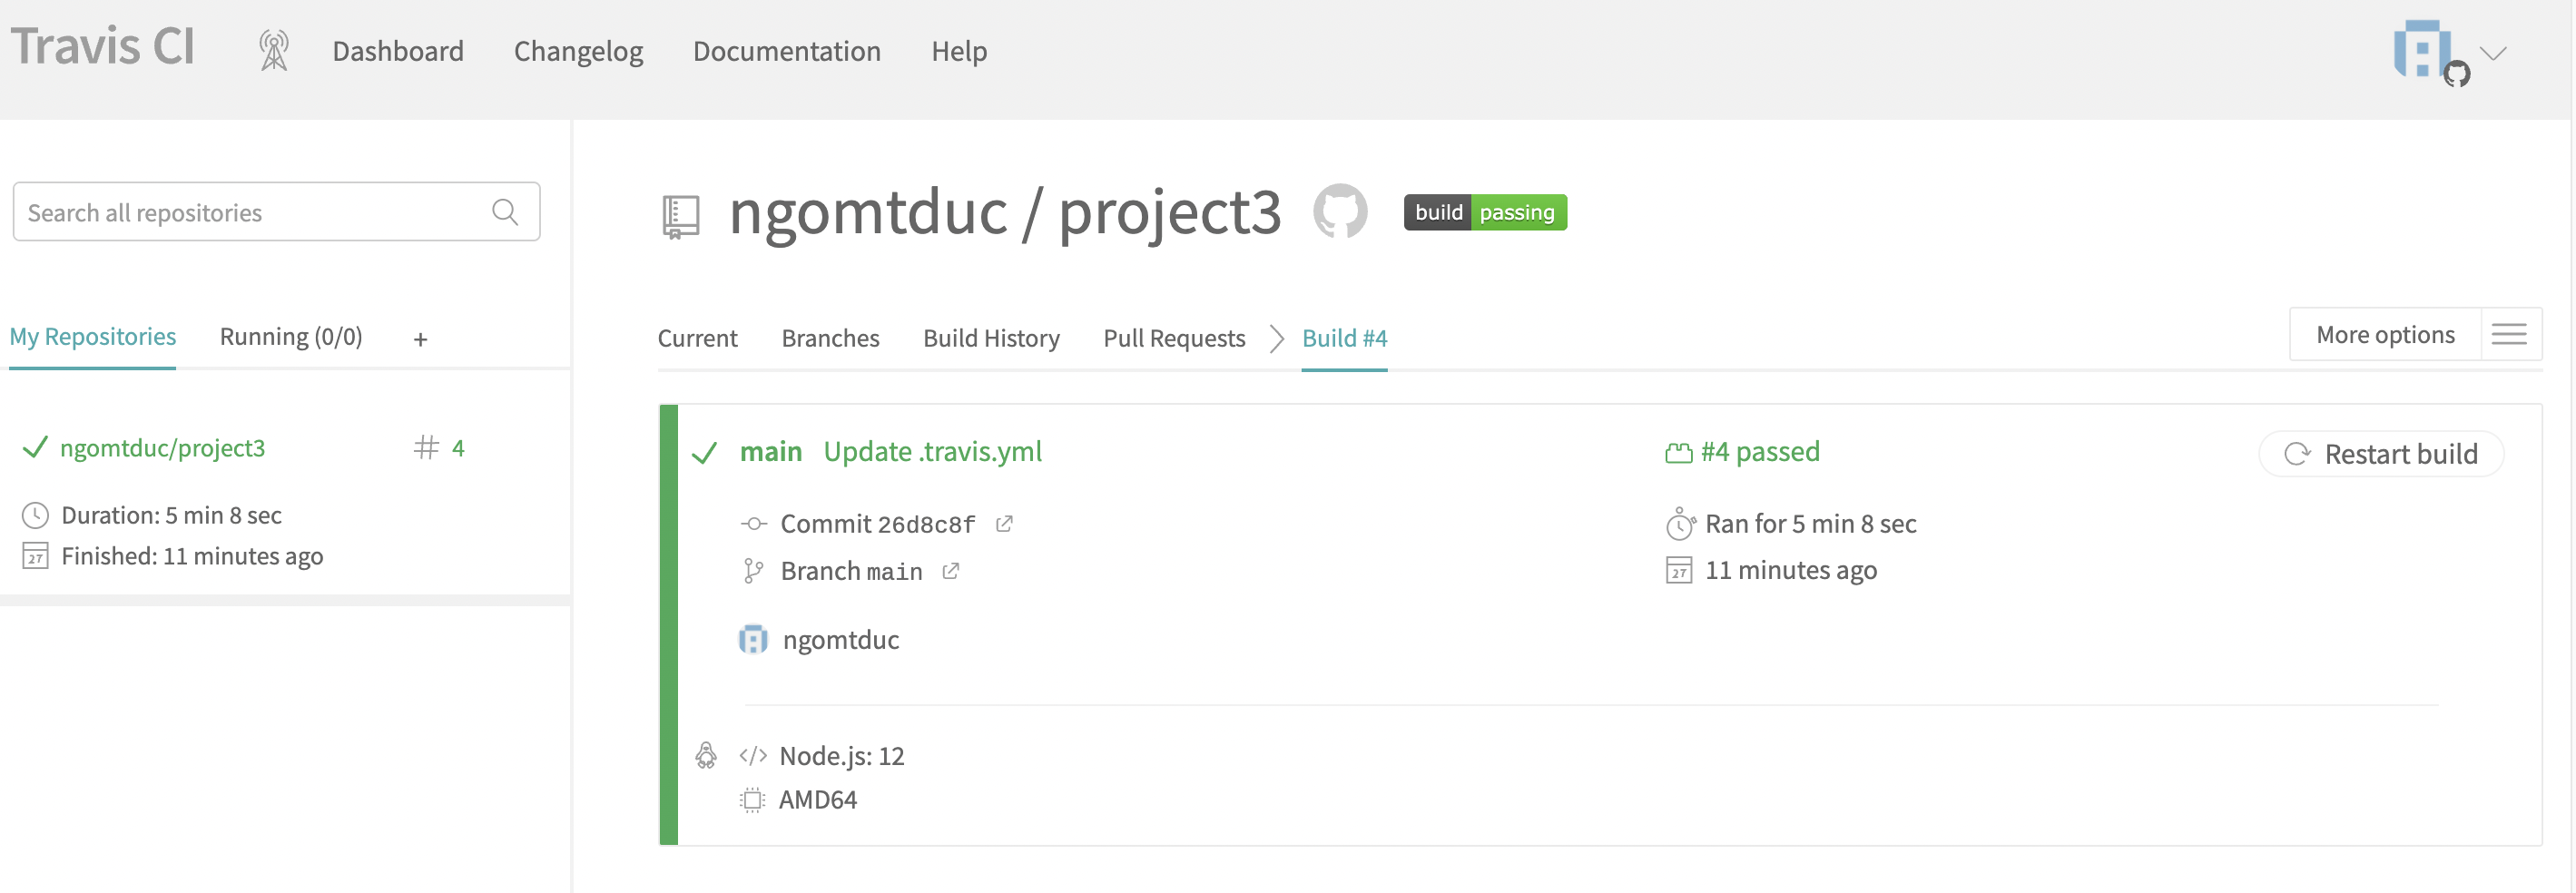 Travis CI Dashboard Changelog Documentation Help
Search all repositories
My Repositories Running (0/0) +
ngomtduc/project3 # 4
Duration: 5 min 8 sec
27 Finished: 11 minutes ago
ngomtduc / project3 build passing
Current Branches Build History Pull Requests Build #4 More options
main Update .travis.yml #4 passed Restart build
Commit 26d8c8f Ran for 5 min 8 sec
Branch main 27 11 minutes ago
ngomtduc
</> Node.js: 12
AMD64